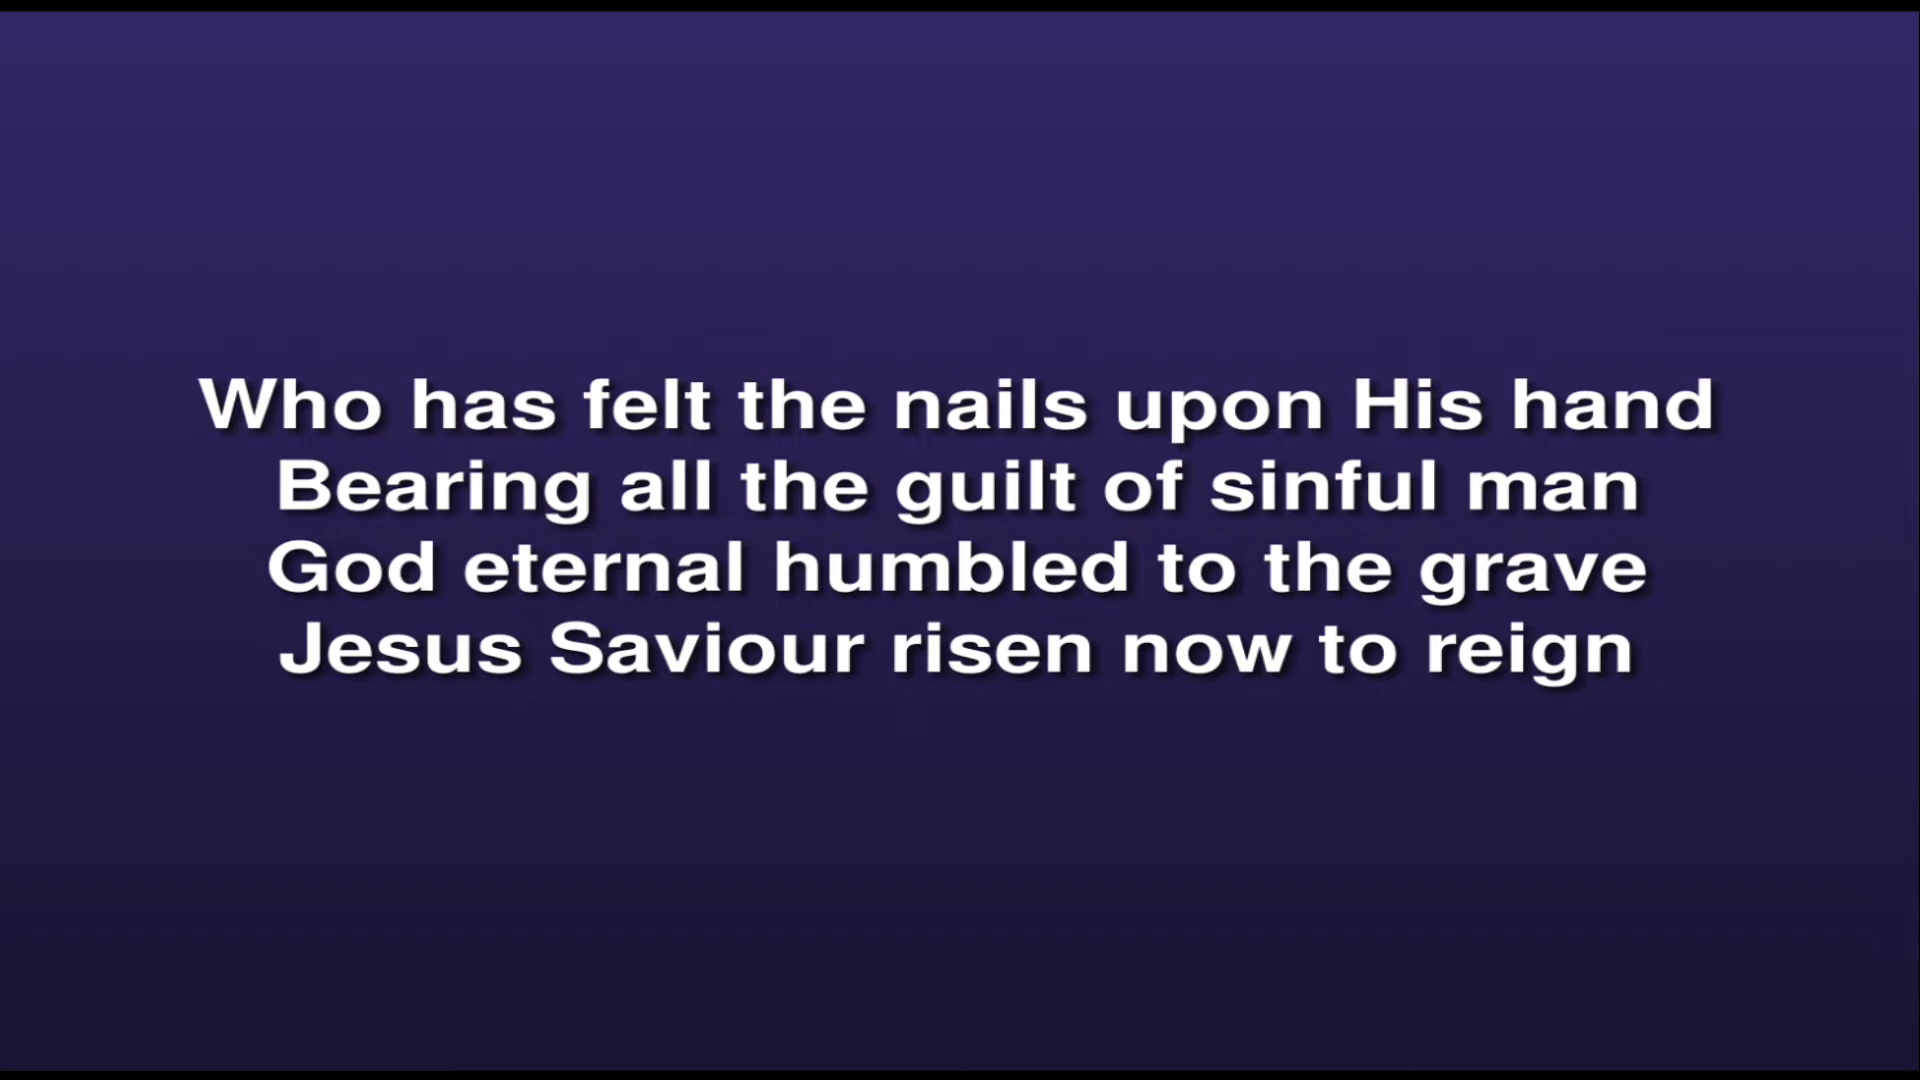 Who has felt the nails upon His hand
Bearing all the guilt of sinful man
God eternal humbled to the grave
Jesus Saviour risen now to reign